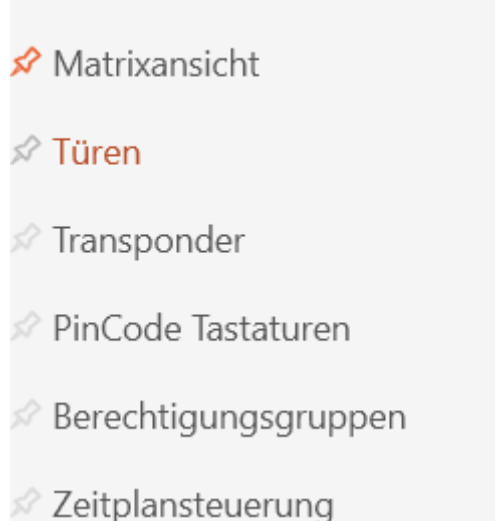 Matrixansicht
Türen
Transponder
PinCode Tastaturen
Berechtigungsgruppen
Zeitplansteuerung